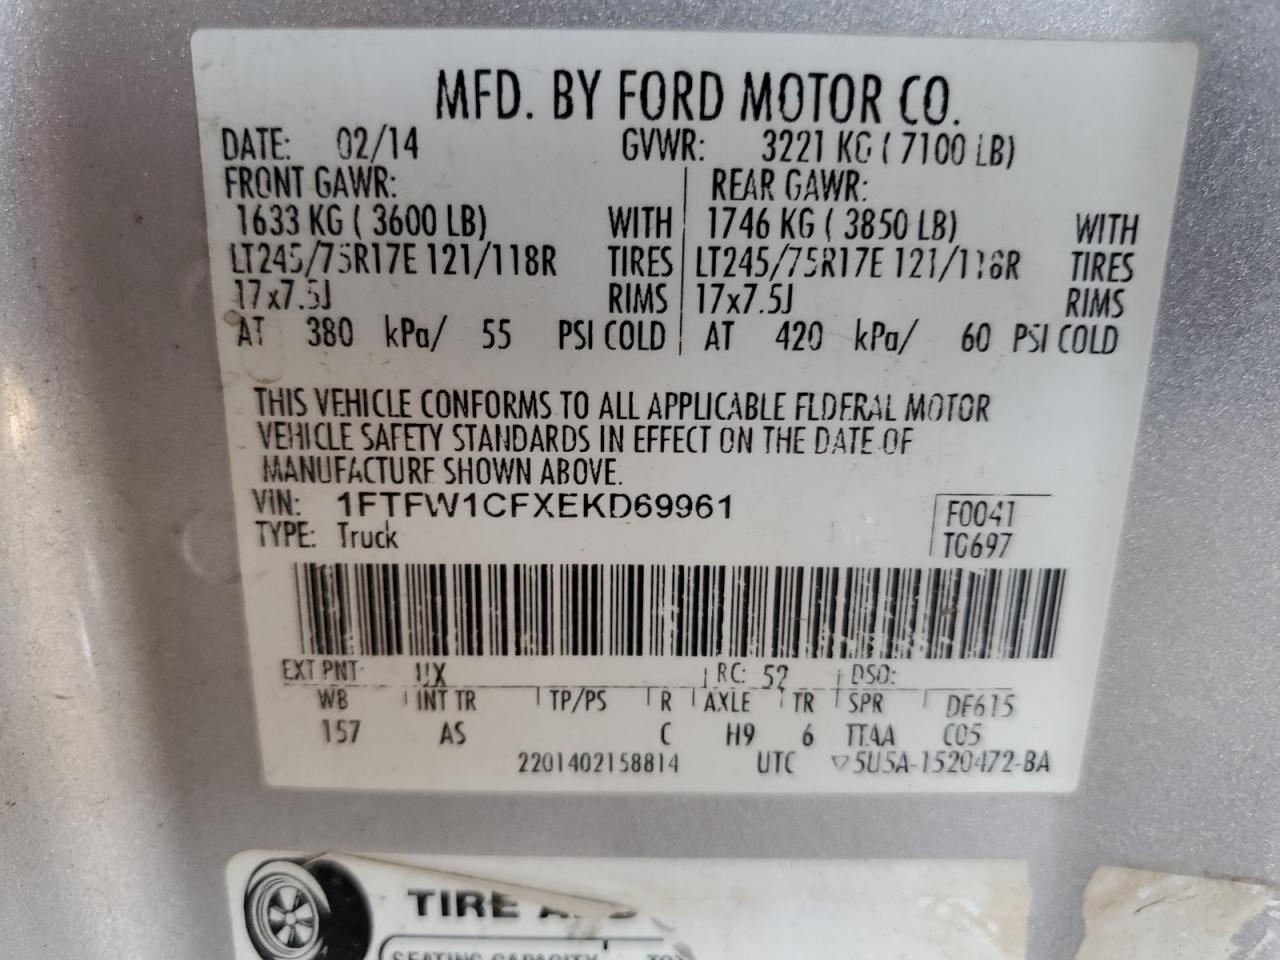 MFD. BY FORD MOTOR CO.
DATE: 02/14 GVWR: 3221 KG ( 7100 LB)
FRONT GAWR: REAR GAWR:
1633 KG ( 3600 LB) WITH 1746 KG ( 3850 LB) WITH
LT245/75R17E 121/118R TIRES LT245/75R17E 121/118R TIRES
17x7.5J RIMS 17x7.5J RIMS
AT 380 kPa/ 55 PSI COLD AT 420 kPa/ 60 PSI COLD
THIS VEHICLE CONFORMS TO ALL APPLICABLE FEDERAL MOTOR
VEHICLE SAFETY STANDARDS IN EFFECT ON THE DATE OF
MANUFACTURE SHOWN ABOVE.
VIN: 1FTFW1CFXEKD69961
TYPE: Truck
F0041
T0697
EXT PNT: UX RC: 52 DSO:
WB INT TR TP/PS R AXLE TR SPR DF615
157 AS C H9 6 TTAA C05
2201402158814 UTC ▽5U5A-1520472-BA
TIRE
SEATING CAPACITY